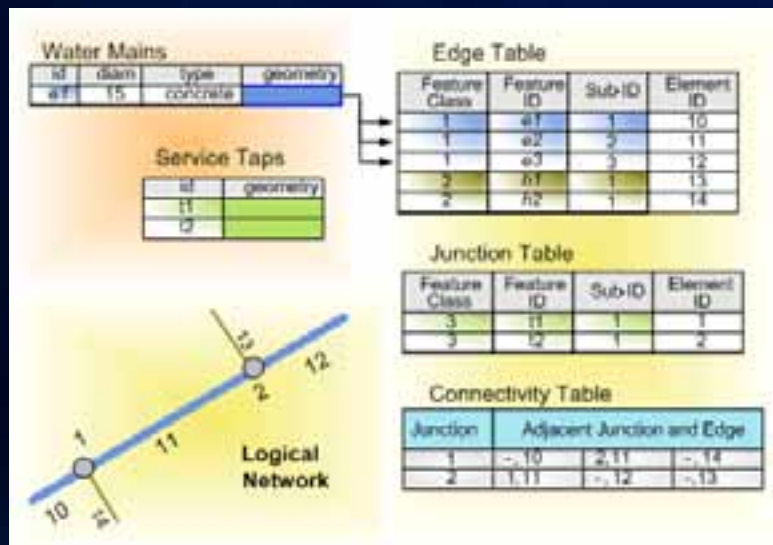 Water Mains
id diam type geometry
e1 15 concrete
Service Taps
id geometry
t1
t2
Edge Table
Feature Class Feature ID Sub-ID Element ID
1 e1 1 10
1 e2 2 11
1 e3 3 12
2 h1 1 13
2 h2 1 14
Junction Table
Feature Class Feature ID Sub-ID Element ID
3 t1 1 1
3 t2 1 2
Connectivity Table
Junction Adjacent Junction and Edge
1 -, 10 2,11 -, 14
2 1,11 -, 12 -, 13
13
12
2
1
11
10
14
Logical
Network